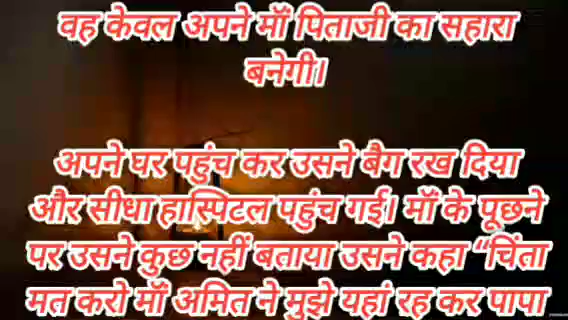 वह केवल अपने माॅं पिताजी का सहारा
बनेगी।
अपने घर पहुंच कर उसने बैग रख दिया
और सीधा हास्पिटल पहुंच गई। माॅं के पूछने
पर उसने कुछ नहीं बताया उसने कहा “चिंता
मत करो माॅं अमित ने मुझे यहां रह कर पापा